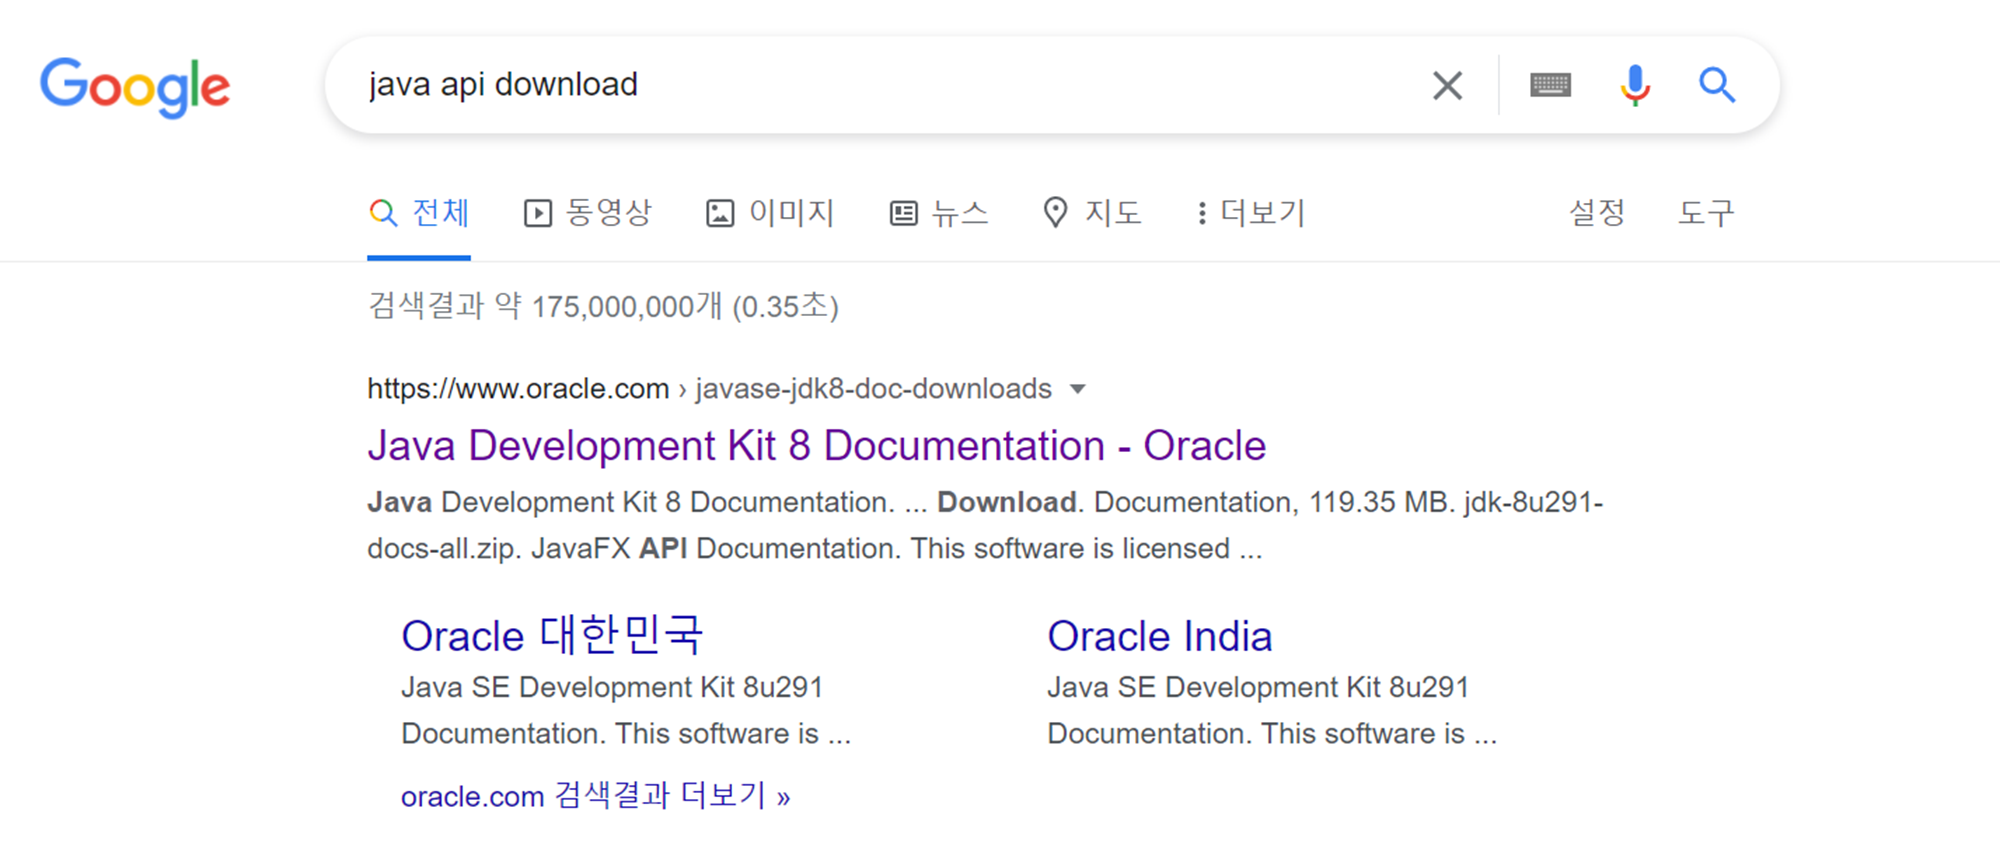 Google
java api download
전체 동영상 이미지 뉴스 지도 더보기 설정 도구
검색결과 약 175,000,000개 (0.35초)
https://www.oracle.com › javase-jdk8-doc-downloads
Java Development Kit 8 Documentation - Oracle
Java Development Kit 8 Documentation. ... Download. Documentation, 119.35 MB. jdk-8u291-
docs-all.zip. JavaFX API Documentation. This software is licensed ...
Oracle 대한민국
Java SE Development Kit 8u291
Documentation. This software is ...
Oracle India
Java SE Development Kit 8u291
Documentation. This software is ...
oracle.com 검색결과 더보기 »